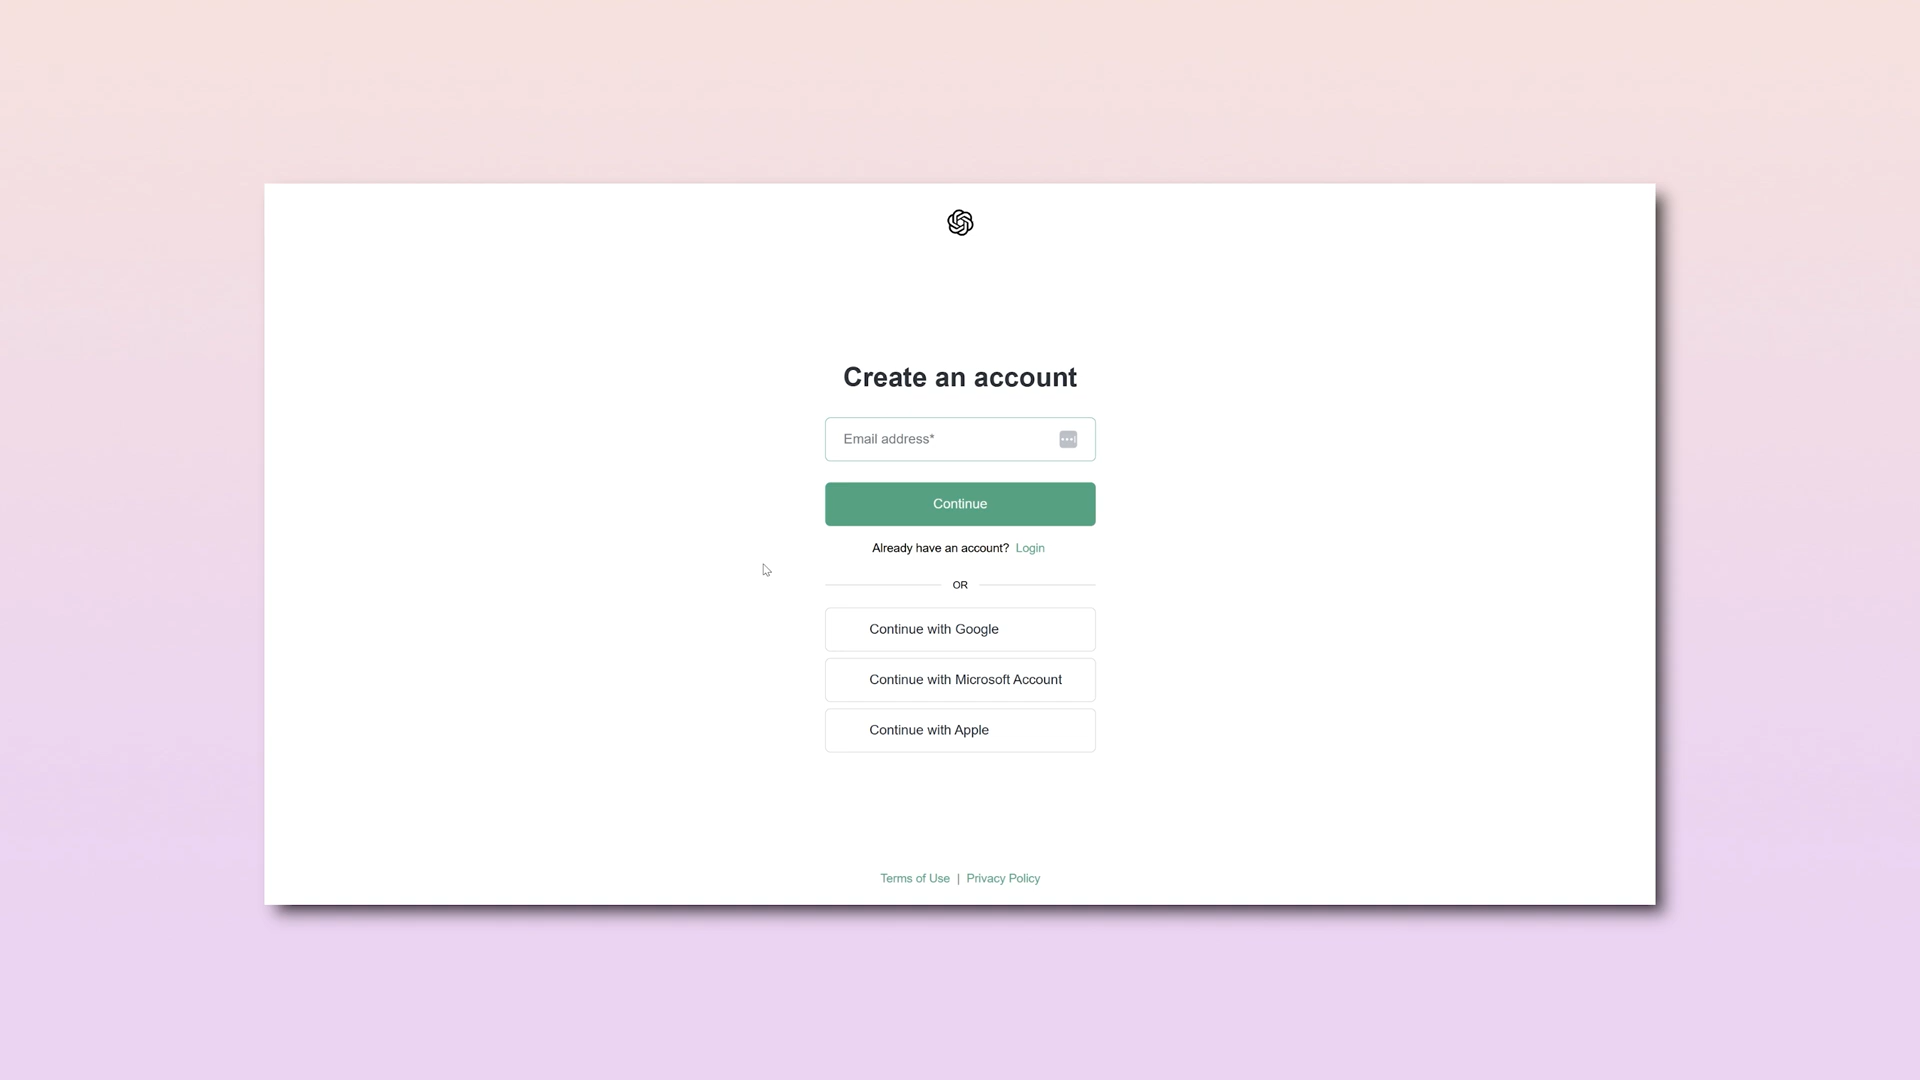 Create an account
Email address*
Continue
Already have an account? Login
OR
Continue with Google
Continue with Microsoft Account
Continue with Apple
Terms of Use | Privacy Policy